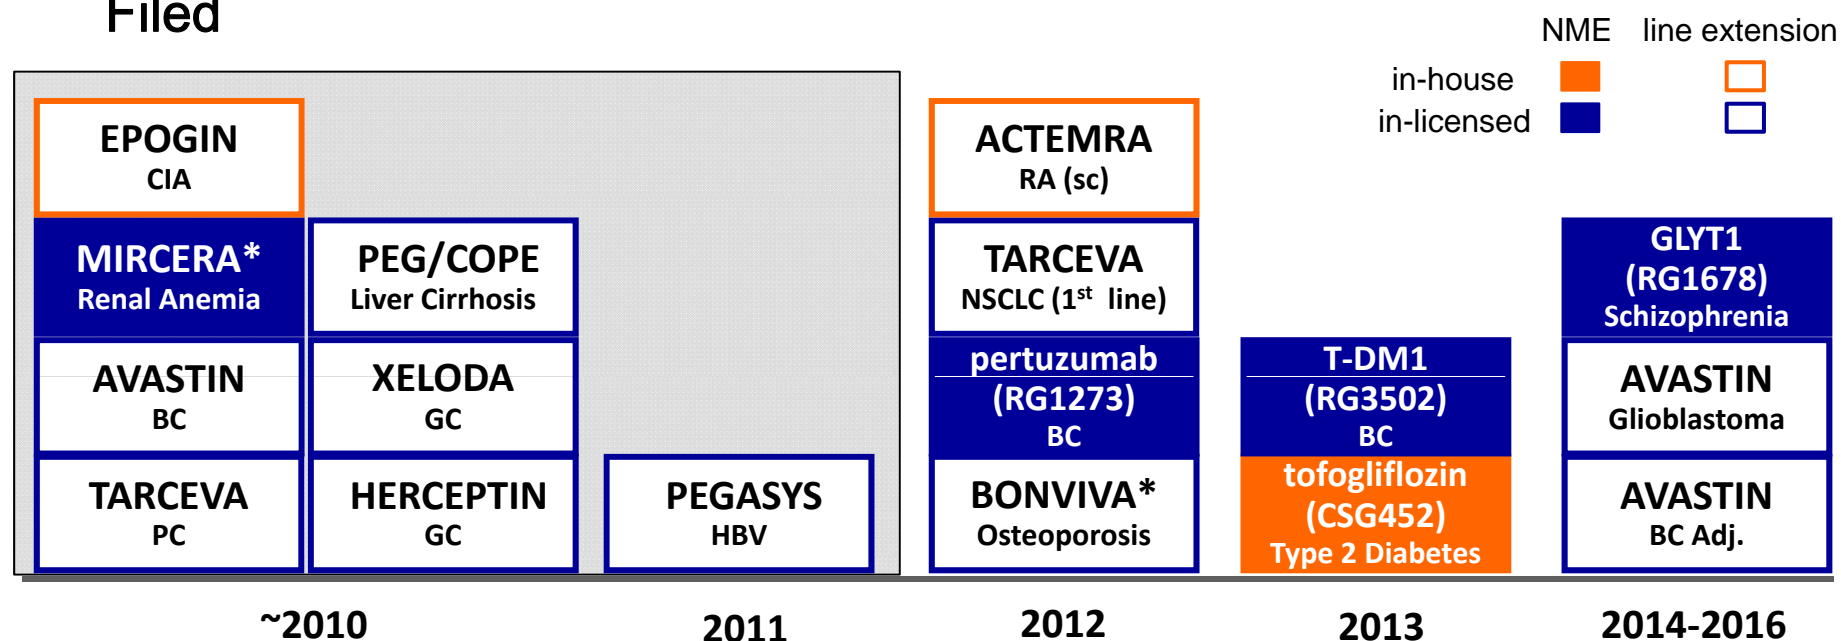 Filed
NME line extension
in-house
in-licensed
EPOGIN
CIA
MIRCERA*
Renal Anemia
AVASTIN
BC
TARCEVA
PC
PEG/COPE
Liver Cirrhosis
XELODA
GC
HERCEPTIN
GC
PEGASYS
HBV
ACTEMRA
RA (sc)
TARCEVA
NSCLC (1st line)
pertuzumab
(RG1273)
BC
BONVIVA*
Osteoporosis
T-DM1
(RG3502)
BC
tofogliflozin
(CSG452)
Type 2 Diabetes
GLYT1
(RG1678)
Schizophrenia
AVASTIN
Glioblastoma
AVASTIN
BC Adj.
~2010
2011
2012
2013
2014-2016